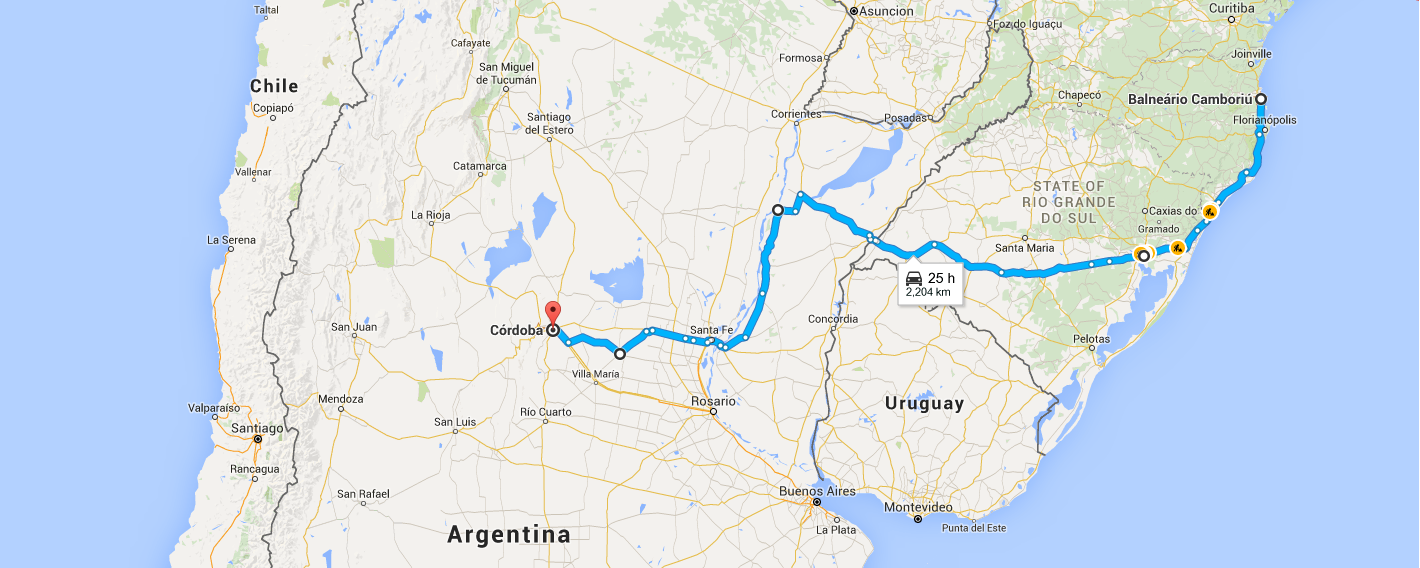 Taltal
Asuncion
Curitiba
Foz do Iguaçu
Cafayate
Joinville
Formosa
San Miguel
de Tucumán
Chile
Chapecó
Balneário Camboriú
Copiapó
Santiago
del Estero
Corrientes
Posadas
Florianópolis
Catamarca
Vallenar
STATE OF
RIO GRANDE
DO SUL
La Rioja
Caxias do
Gramado
La Serena
Santa Maria
25 h
2,204 km
San Juan
Córdoba
Santa Fe
Concordia
Pelotas
Villa María
Mendoza
Valparaíso
Río Cuarto
Rosario
Uruguay
San Luis
Santiago
Rancagua
San Rafael
Buenos Aires
Montevideo
La Plata
Punta del Este
Argentina